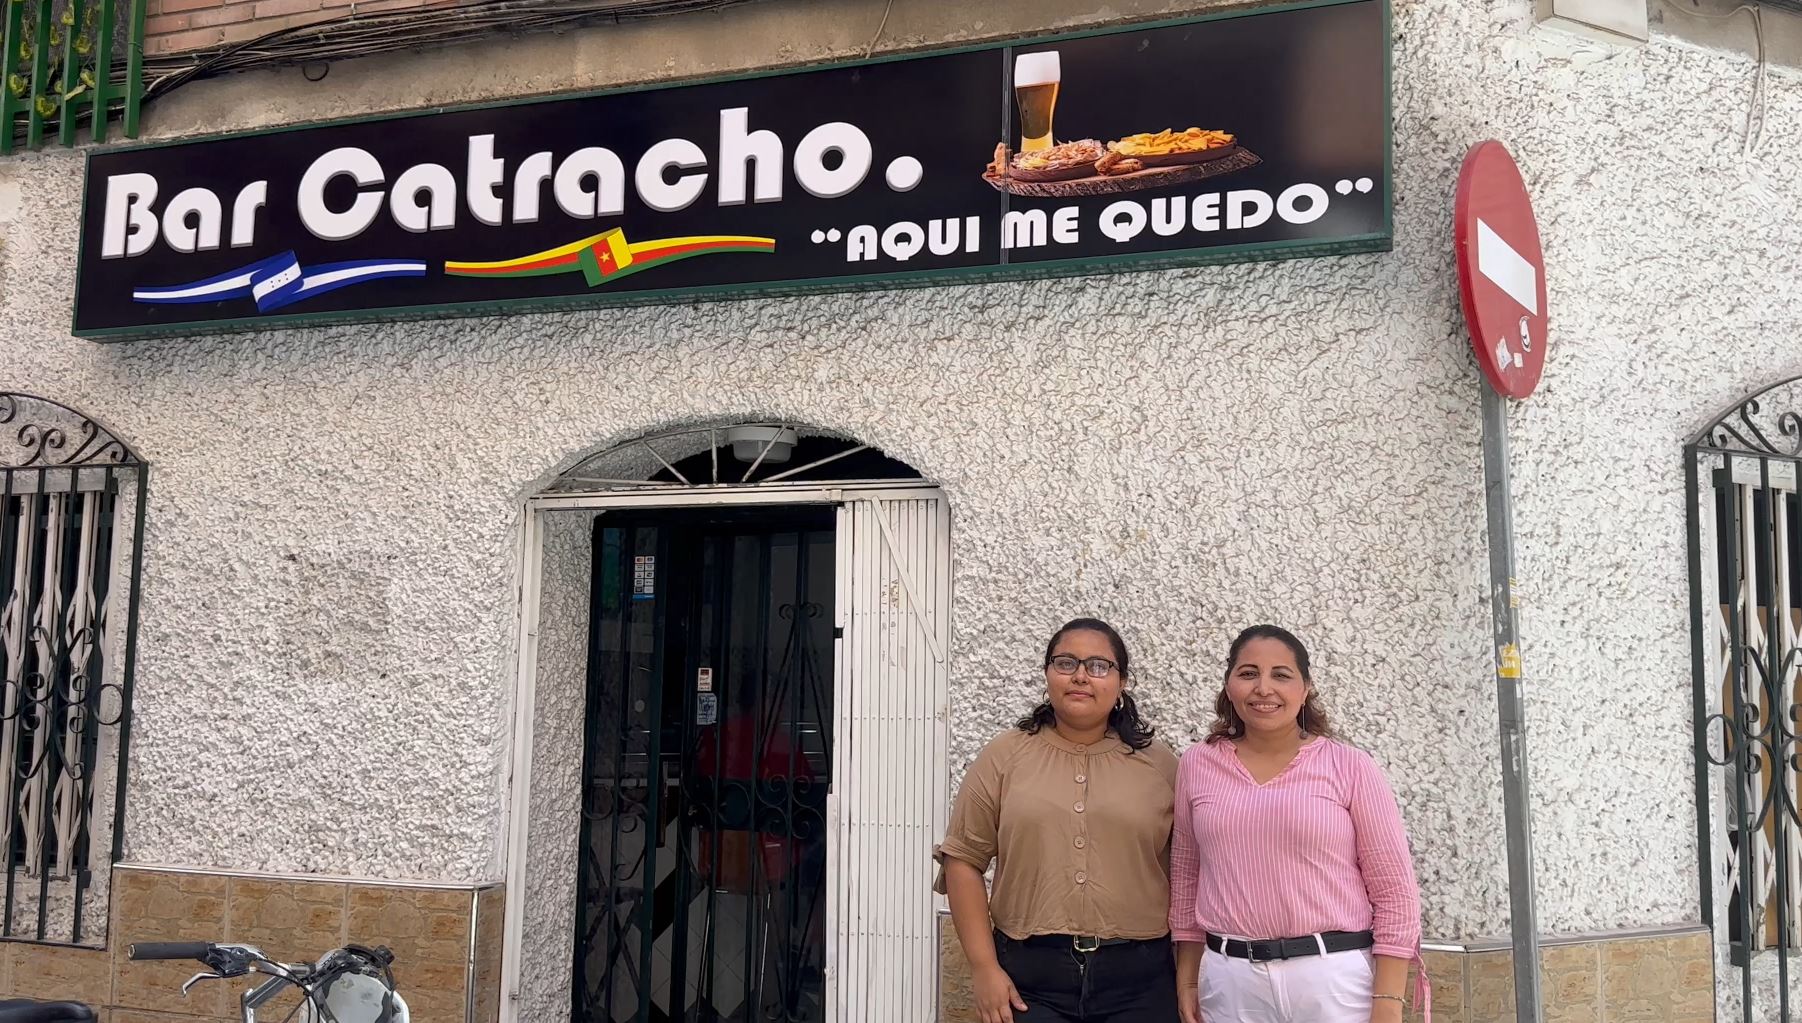 Bar Catracho.
“AQUI ME QUEDO”